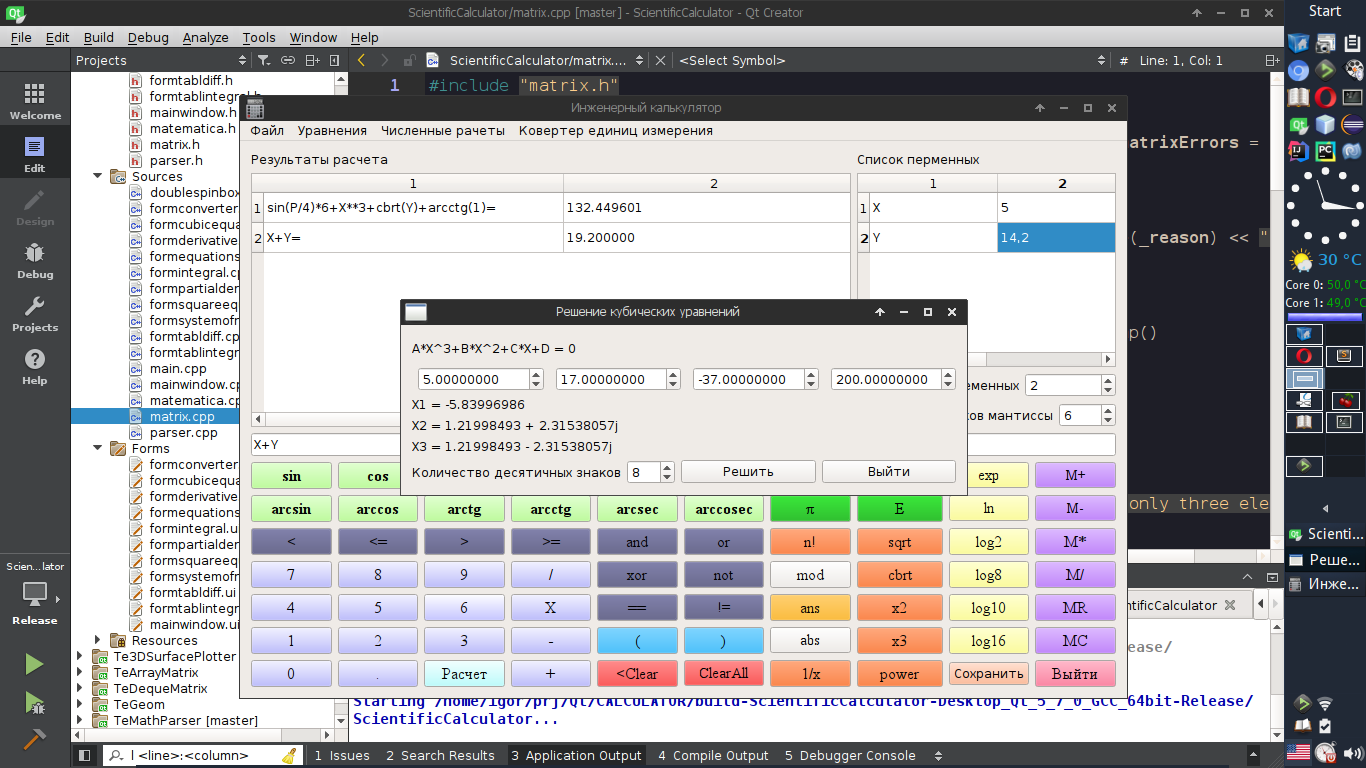 ScientificCalculator/matrix.cpp [master] - ScientificCalculator - Qt Creator
Start
File Edit Build Debug Analyze Tools Window Help
Projects
ScientificCalculator/matrix....
<Select Symbol>
# Line: 1, Col: 1
Welcome
Edit
Design
Debug
Projects
Help
Scien...lator
Release
formtabldiff.h
formtablintegral.h
mainwindow.h
matematica.h
matrix.h
parser.h
Sources
doublespinbox
formconverter
formcubicequa
formderivative
formequations
formintegral.cp
formpartialder
formsquareeq
formsystemofn
formtabldiff.cp
formtablintegr
main.cpp
mainwindow.cp
matematica.cp
matrix.cpp
parser.cpp
Forms
formconverter
formcubicequa
formderivative
formequations
formintegral.ui
formpartialder
formsquareeq
formsystemofn
formtabldiff.ui
formtablintegr
mainwindow.ui
Resources
Te3DSurfacePlotter
TeArrayMatrix
TeDequeMatrix
TeGeom
TeMathParser [master]
1 #include "matrix.h"
atrixErrors =
(_reason) << "
p()
only three ele
Инженерный калькулятор
Файл Уравнения Численные расчеты Ковертер единиц измерения
Результаты расчета
1 2
1 sin(P/4)*6+X**3+cbrt(Y)+arcctg(1)= 132.449601
2 X+Y= 19.200000
Список перменных
1 2
1 X 5
2 Y 14,2
еменных 2
ков мантиссы 6
X+Y
Решение кубических уравнений
A*X^3+B*X^2+C*X+D = 0
5.00000000 17.00000000 -37.00000000 200.00000000
X1 = -5.83996986
X2 = 1.21998493 + 2.31538057j
X3 = 1.21998493 - 2.31538057j
Количество десятичных знаков 8 Решить Выйти
sin cos exp M+
arcsin arccos arctg arcctg arcsec arccosec π E ln M-
< <= > >= and or n! sqrt log2 M*
7 8 9 / xor not mod cbrt log8 M/
4 5 6 X == != ans x2 log10 MR
1 2 3 - ( ) abs x3 log16 MC
0 . Расчет + <Clear ClearAll 1/x power Сохранить Выйти
ntificCalculator
ease/
Starting /home/igor/prj/Qt/CALCULATOR/build-ScientificCalculator-Desktop_Qt_5_7_0_GCC_64bit-Release/
ScientificCalculator...
l <line>:<column>
1 Issues 2 Search Results 3 Application Output 4 Compile Output 5 Debugger Console
PC
30 °C
Core 0: 50,0 °C
Core 1: 49,0 °C
Scienti...
Реше...
Инже...